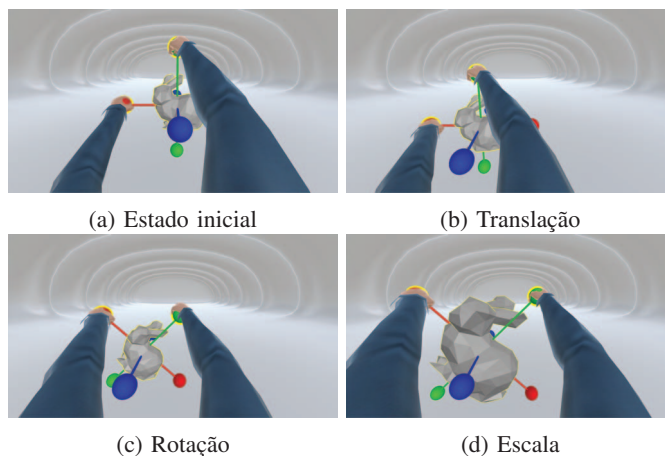 (a) Estado inicial
(b) Translação
(c) Rotação
(d) Escala